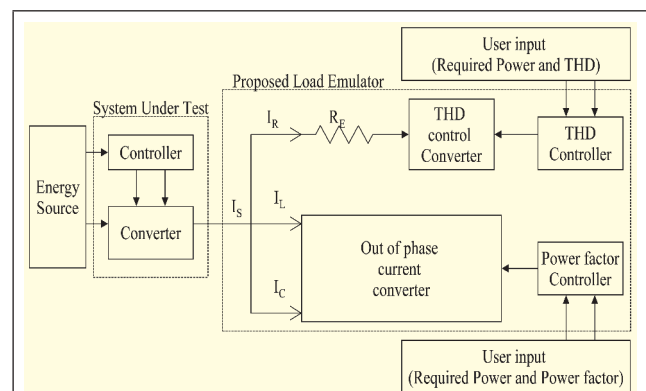 User input
(Required Power and THD)
Proposed Load Emulator
System Under Test
Energy
Source
Controller
Converter
I_S
I_R
R_E
THD
control
Converter
THD
Controller
I_L
I_C
Out of phase
current
converter
Power factor
Controller
User input
(Required Power and Power factor)